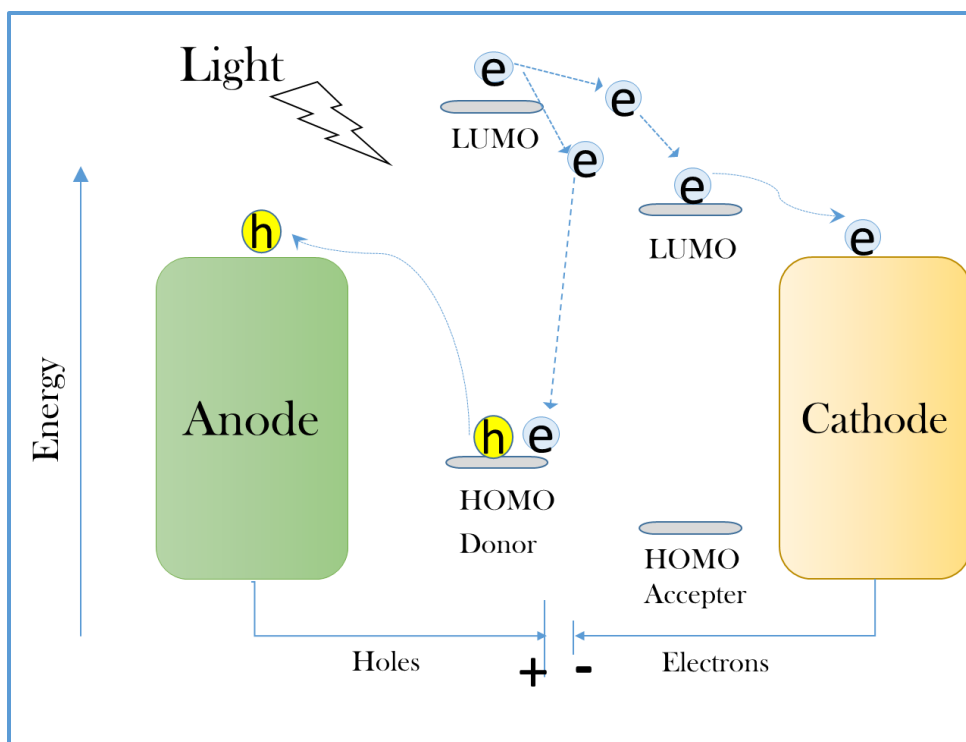 Light
e
e
LUMO
e
e
h
LUMO
e
Energy
Anode
Cathode
h e
HOMO
Donor
HOMO
Accepter
Holes
Electrons
+ -